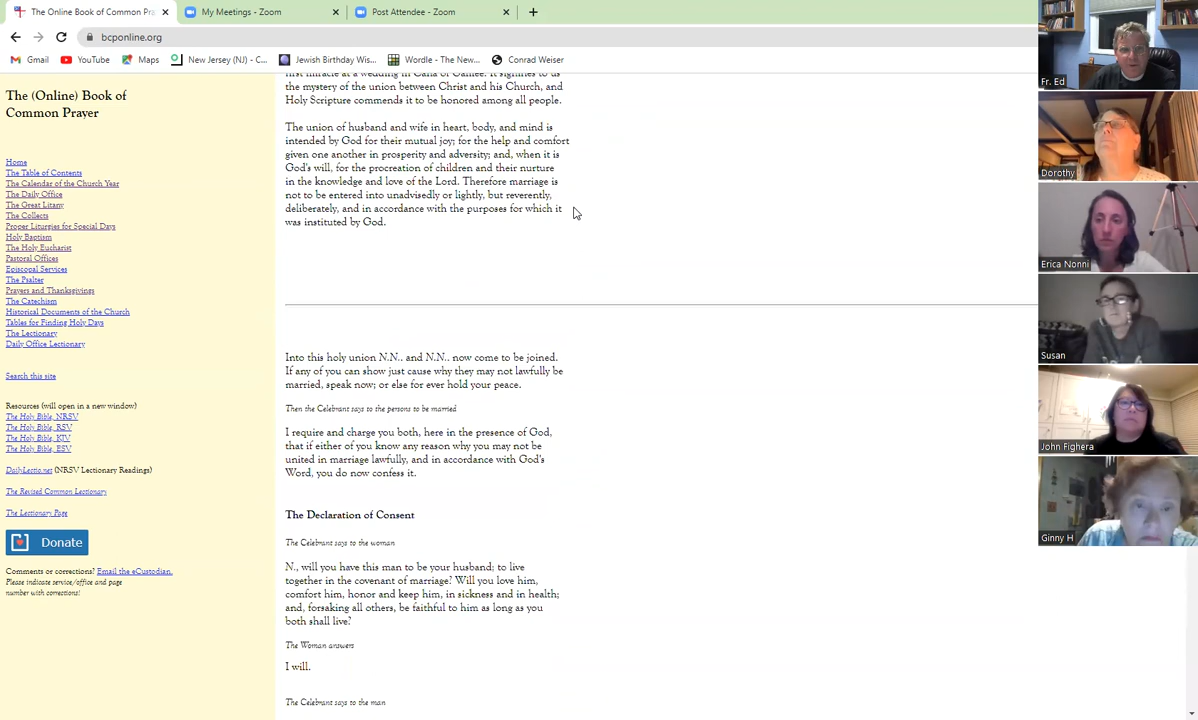 The Online Book of Common Pra
My Meetings - Zoom
Post Attendee - Zoom
bcponline.org
Gmail
YouTube
Maps
New Jersey (NJ) - C...
Jewish Birthday Wis...
Wordle - The New...
Conrad Weiser
The (Online) Book of
Common Prayer
Home
The Table of Contents
The Calendar of the Church Year
The Daily Office
The Great Litany
The Collects
Proper Liturgies for Special Days
Holy Baptism
The Holy Eucharist
Pastoral Offices
Episcopal Services
The Psalter
Prayers and Thanksgivings
The Catechism
Historical Documents of the Church
Tables for Finding Holy Days
The Lectionary
Daily Office Lectionary
Search this site
Resources (will open in a new window)
The Holy Bible, NRSV
The Holy Bible, RSV
The Holy Bible, KJV
The Holy Bible, ESV
DailyLectio.net (NRSV Lectionary Readings)
The Revised Common Lectionary
The Lectionary Page
Donate
Comments or corrections? Email the eCustodian.
Please indicate service/office and page
number with corrections!
first miracle at a wedding in Cana of Galilee. It signifies to us
the mystery of the union between Christ and his Church, and
Holy Scripture commends it to be honored among all people.
The union of husband and wife in heart, body, and mind is
intended by God for their mutual joy; for the help and comfort
given one another in prosperity and adversity; and, when it is
God's will, for the procreation of children and their nurture
in the knowledge and love of the Lord. Therefore marriage is
not to be entered into unadvisedly or lightly, but reverently,
deliberately, and in accordance with the purposes for which it
was instituted by God.
Into this holy union N.N.. and N.N.. now come to be joined.
If any of you can show just cause why they may not lawfully be
married, speak now; or else for ever hold your peace.
Then the Celebrant says to the persons to be married
I require and charge you both, here in the presence of God,
that if either of you know any reason why you may not be
united in marriage lawfully, and in accordance with God's
Word, you do now confess it.
The Declaration of Consent
The Celebrant says to the woman
N., will you have this man to be your husband; to live
together in the covenant of marriage? Will you love him,
comfort him, honor and keep him, in sickness and in health;
and, forsaking all others, be faithful to him as long as you
both shall live?
The Woman answers
I will.
The Celebrant says to the man
Fr. Ed
Dorothy
Erica Nonni
Susan
John Fighera
Ginny H